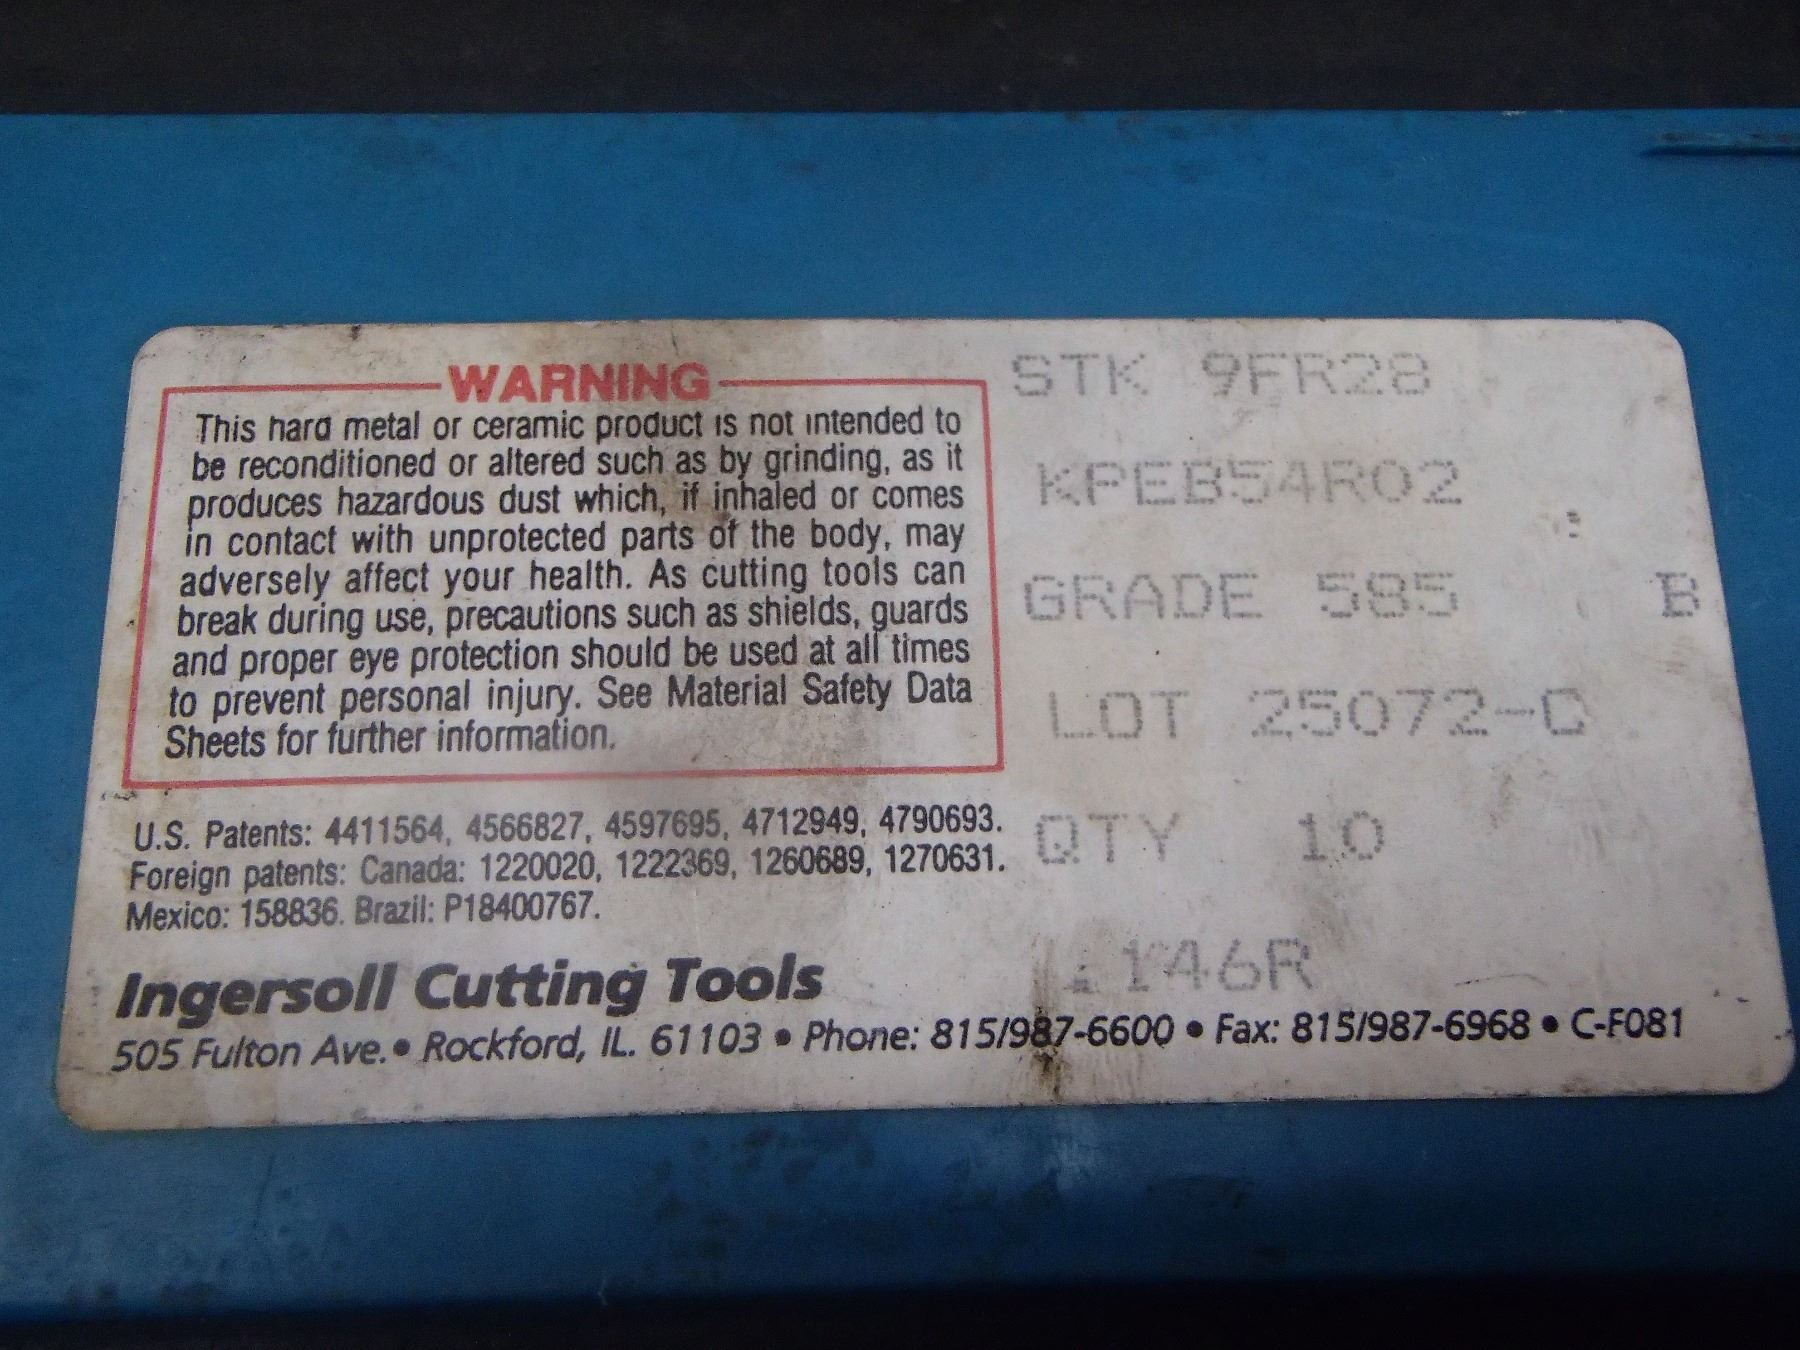 WARNING
This hard metal or ceramic product is not intended to
be reconditioned or altered such as by grinding, as it
produces hazardous dust which, if inhaled or comes
in contact with unprotected parts of the body, may
adversely affect your health. As cutting tools can
break during use, precautions such as shields, guards
and proper eye protection should be used at all times
to prevent personal injury. See Material Safety Data
Sheets for further information.
U.S. Patents: 4411564, 4566827, 4597695, 4712949, 4790693.
Foreign patents: Canada: 1220020, 1222369, 1260689, 1270631.
Mexico: 158836. Brazil: P18400767.
Ingersoll Cutting Tools
505 Fulton Ave. • Rockford, IL. 61103 • Phone: 815/987-6600 • Fax: 815/987-6968 • C-F081
STK 9FR28
KPEB54R02
GRADE 585 B
LOT
QTY 10